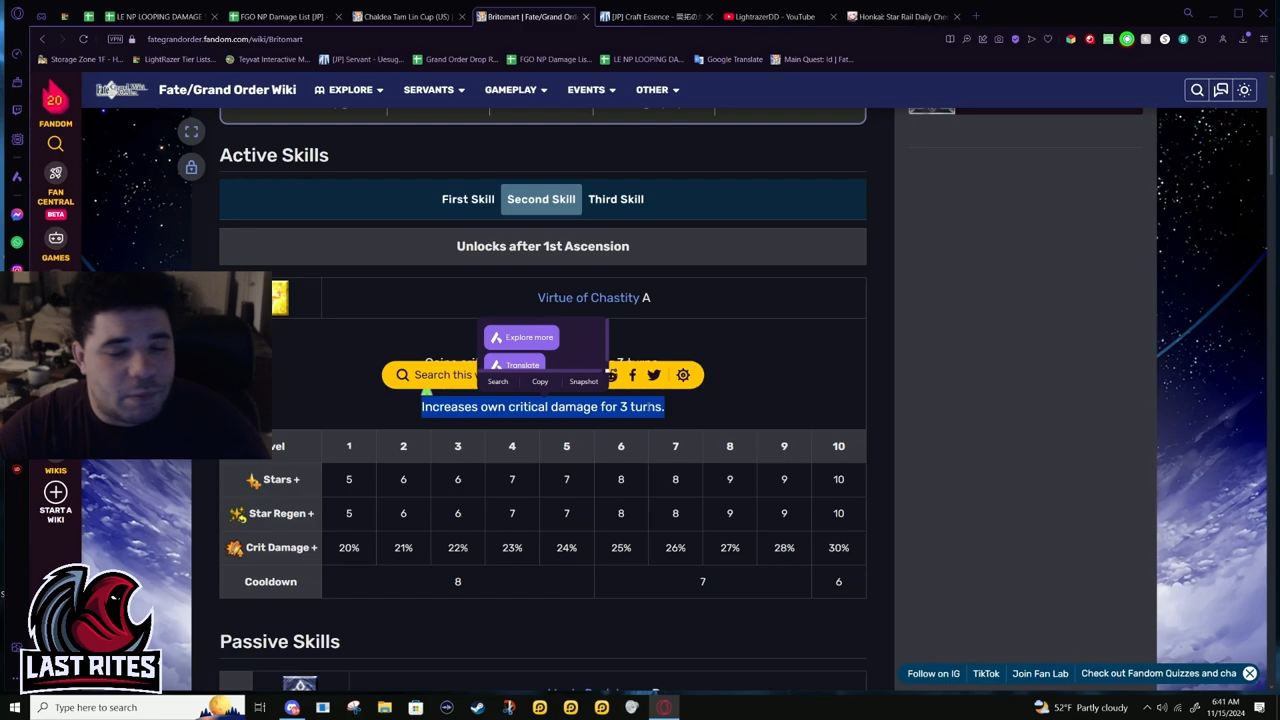 LE NP LOOPING DAMAGE
FGO NP Damage List [JP] -
Chaldea Tam Lin Cup (US) |
Britomart | Fate/Grand Ord
[JP] Craft Essence -
LightrazerDD - YouTube
Honkai: Star Rail Daily Che
VPN
fategrandorder.fandom.com/wiki/Britomart
Storage Zone 1F - H...
LightRazer Tier Lists...
Teyvat Interactive M...
[JP] Servant - Uesug...
Grand Order Drop R...
FGO NP Damage Lis...
LE NP LOOPING DA...
Google Translate
Main Quest: Id | Fat...
20
FANDOM
Fate/Grand Order Wiki
EXPLORE
SERVANTS
GAMEPLAY
EVENTS
OTHER
FAN
CENTRAL
BETA
GAMES
Active Skills
First Skill
Second Skill
Third Skill
Unlocks after 1st Ascension
Virtue of Chastity A
Explore more
Translate
Search this
Search
Copy
Snapshot
Increases own critical damage for 3 turns.
WIKIS
START A
WIKI
1 2 3 4 5 6 7 8 9 10
Stars + 5 6 6 7 7 8 8 9 9 10
Star Regen + 5 6 6 7 7 8 8 9 9 10
Crit Damage + 20% 21% 22% 23% 24% 25% 26% 27% 28% 30%
Cooldown 8 7 6
Passive Skills
LAST RITES
Follow on IG
TikTok
Join Fan Lab
Check out Fandom Quizzes and cha
Type here to search
52°F Partly cloudy
6:41 AM
11/15/2024